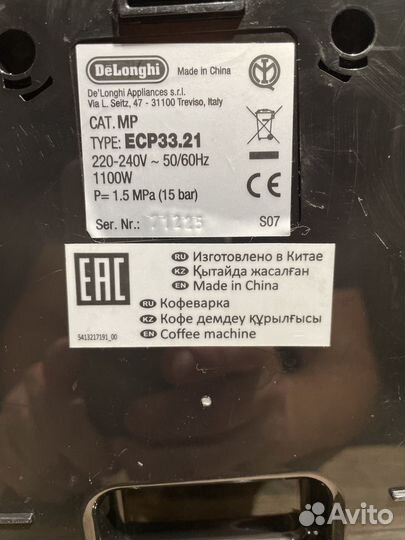 DeLonghi
Made in China
De'Longhi Appliances s.r.l.
Via L. Seitz, 47 - 31100 Treviso, Italy
CAT. MP
TYPE: ECP33.21
220-240V ~ 50/60Hz
1100W
P= 1.5 MPa (15 bar)
Ser. Nr.: 71215
S07
CE
EAC
RU Изготовлено в Китае
KZ Қытайда жасалған
EN Made in China
RU Кофеварка
KZ Кофе демдеу құрылғысы
EN Coffee machine
5413217191_00
Avito